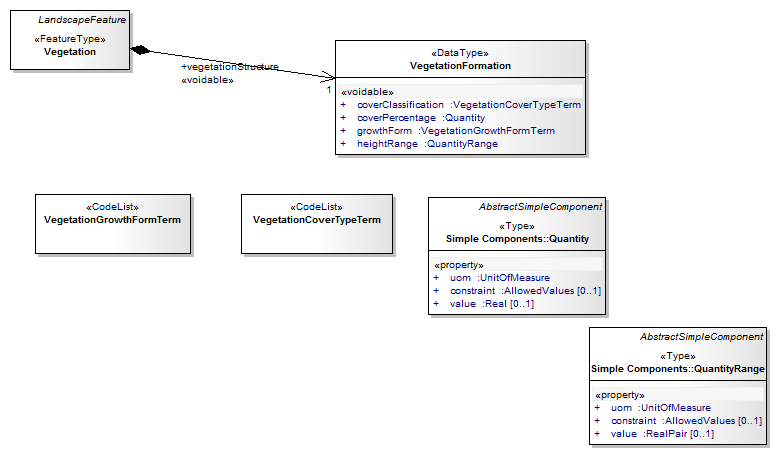 LandscapeFeature
«FeatureType»
Vegetation
+vegetationStructure
«voidable»
1
«DataType»
VegetationFormation
«voidable»
+ coverClassification :VegetationCoverTypeTerm
+ coverPercentage :Quantity
+ growthForm :VegetationGrowthFormTerm
+ heightRange :QuantityRange
«CodeList»
VegetationGrowthFormTerm
«CodeList»
VegetationCoverTypeTerm
AbstractSimpleComponent
«Type»
Simple Components::Quantity
«property»
+ uom :UnitOfMeasure
+ constraint :AllowedValues [0..1]
+ value :Real [0..1]
AbstractSimpleComponent
«Type»
Simple Components::QuantityRange
«property»
+ uom :UnitOfMeasure
+ constraint :AllowedValues [0..1]
+ value :RealPair [0..1]